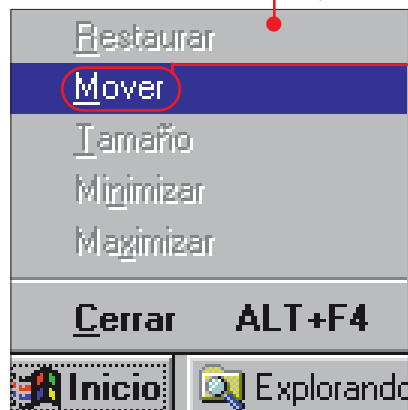 Restaurar
Mover
Tamaño
Minimizar
Maximizar
Cerrar ALT+F4
Inicio Explorando